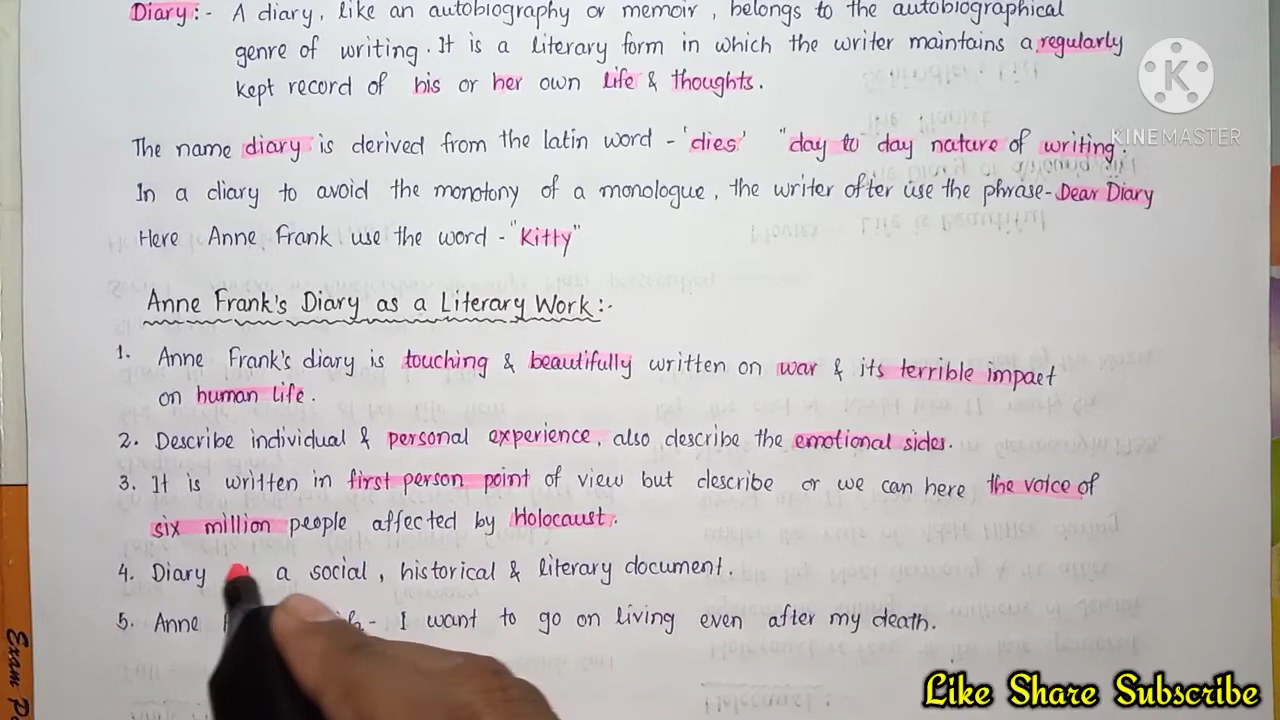 Diary :- A diary, like an autobiography or memoir, belongs to the autobiographical
genre of writing. It is a literary form in which the writer maintains a regularly
kept record of his or her own life & thoughts.
The name diary is derived from the latin word - 'dies' "day to day nature of writing.
In a diary to avoid the monotony of a monologue, the writer ofter use the phrase- Dear Diary
Here Anne Frank use the word - "Kitty"
Anne Frank's Diary as a Literary Work :-
1. Anne Frank's diary is touching & beautifully written on war & its terrible impact
on human life.
2. Describe individual & personal experience, also describe the emotional sides.
3. It is written in first person point of view but describe or we can here the voice of
six million people affected by Holocaust.
4. Diary a social, historical & literary document.
5. Anne - I want to go on living even after my death.
K
KINEMASTER
Exam
Like Share Subscribe